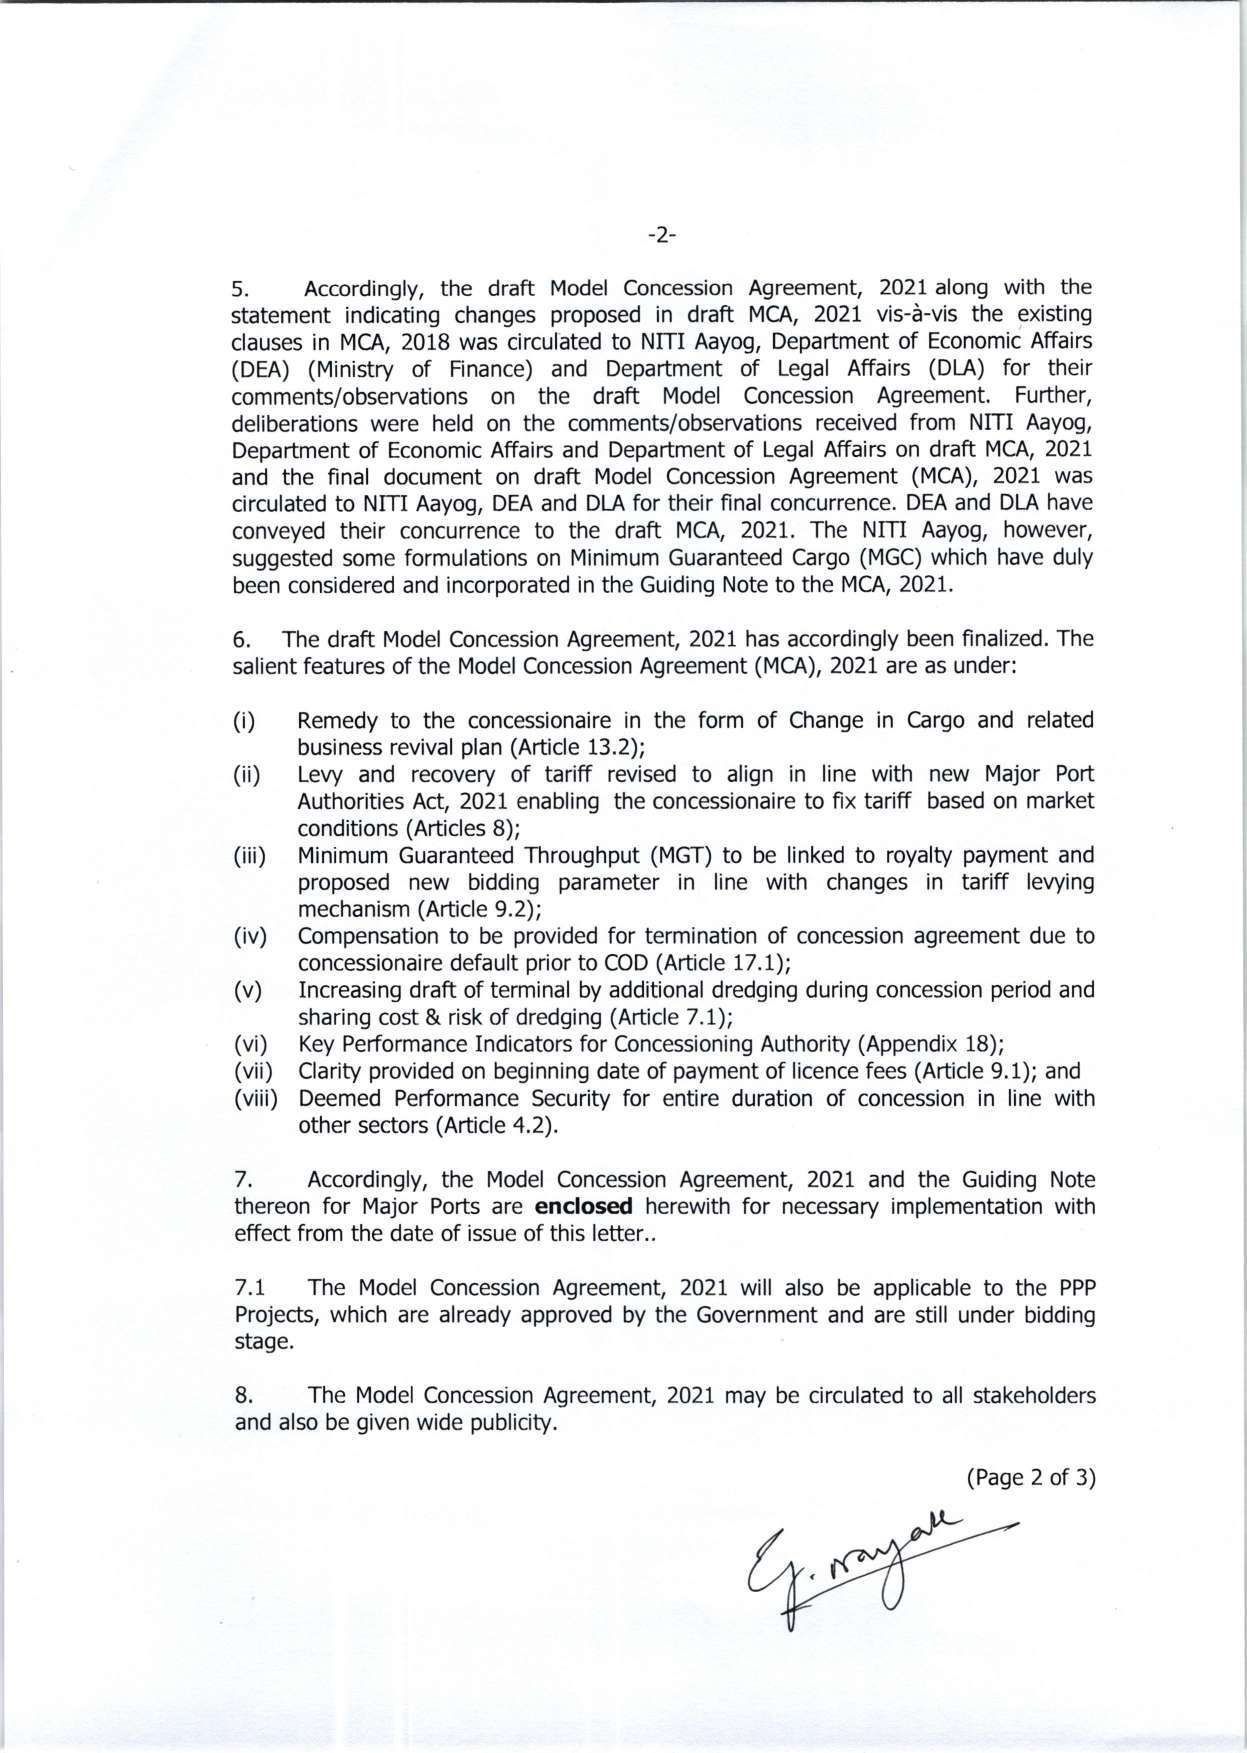 -2-
5. Accordingly, the draft Model Concession Agreement, 2021 along with the
statement indicating changes proposed in draft MCA, 2021 vis-à-vis the existing
clauses in MCA, 2018 was circulated to NITI Aayog, Department of Economic Affairs
(DEA) (Ministry of Finance) and Department of Legal Affairs (DLA) for their
comments/observations on the draft Model Concession Agreement. Further,
deliberations were held on the comments/observations received from NITI Aayog,
Department of Economic Affairs and Department of Legal Affairs on draft MCA, 2021
and the final document on draft Model Concession Agreement (MCA), 2021 was
circulated to NITI Aayog, DEA and DLA for their final concurrence. DEA and DLA have
conveyed their concurrence to the draft MCA, 2021. The NITI Aayog, however,
suggested some formulations on Minimum Guaranteed Cargo (MGC) which have duly
been considered and incorporated in the Guiding Note to the MCA, 2021.
6. The draft Model Concession Agreement, 2021 has accordingly been finalized. The
salient features of the Model Concession Agreement (MCA), 2021 are as under:
(i) Remedy to the concessionaire in the form of Change in Cargo and related
business revival plan (Article 13.2);
(ii) Levy and recovery of tariff revised to align in line with new Major Port
Authorities Act, 2021 enabling the concessionaire to fix tariff based on market
conditions (Articles 8);
(iii) Minimum Guaranteed Throughput (MGT) to be linked to royalty payment and
proposed new bidding parameter in line with changes in tariff levying
mechanism (Article 9.2);
(iv) Compensation to be provided for termination of concession agreement due to
concessionaire default prior to COD (Article 17.1);
(v) Increasing draft of terminal by additional dredging during concession period and
sharing cost & risk of dredging (Article 7.1);
(vi) Key Performance Indicators for Concessioning Authority (Appendix 18);
(vii) Clarity provided on beginning date of payment of licence fees (Article 9.1); and
(viii) Deemed Performance Security for entire duration of concession in line with
other sectors (Article 4.2).
7. Accordingly, the Model Concession Agreement, 2021 and the Guiding Note
thereon for Major Ports are enclosed herewith for necessary implementation with
effect from the date of issue of this letter..
7.1 The Model Concession Agreement, 2021 will also be applicable to the PPP
Projects, which are already approved by the Government and are still under bidding
stage.
8. The Model Concession Agreement, 2021 may be circulated to all stakeholders
and also be given wide publicity.
(Page 2 of 3)